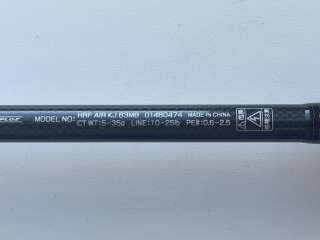 MODEL NO: HRF AIR KJ 83MB 01480474 MADE IN CHINA
CT WT: 5-35g LINE: 10-25lb PE#: 0.6-2.5